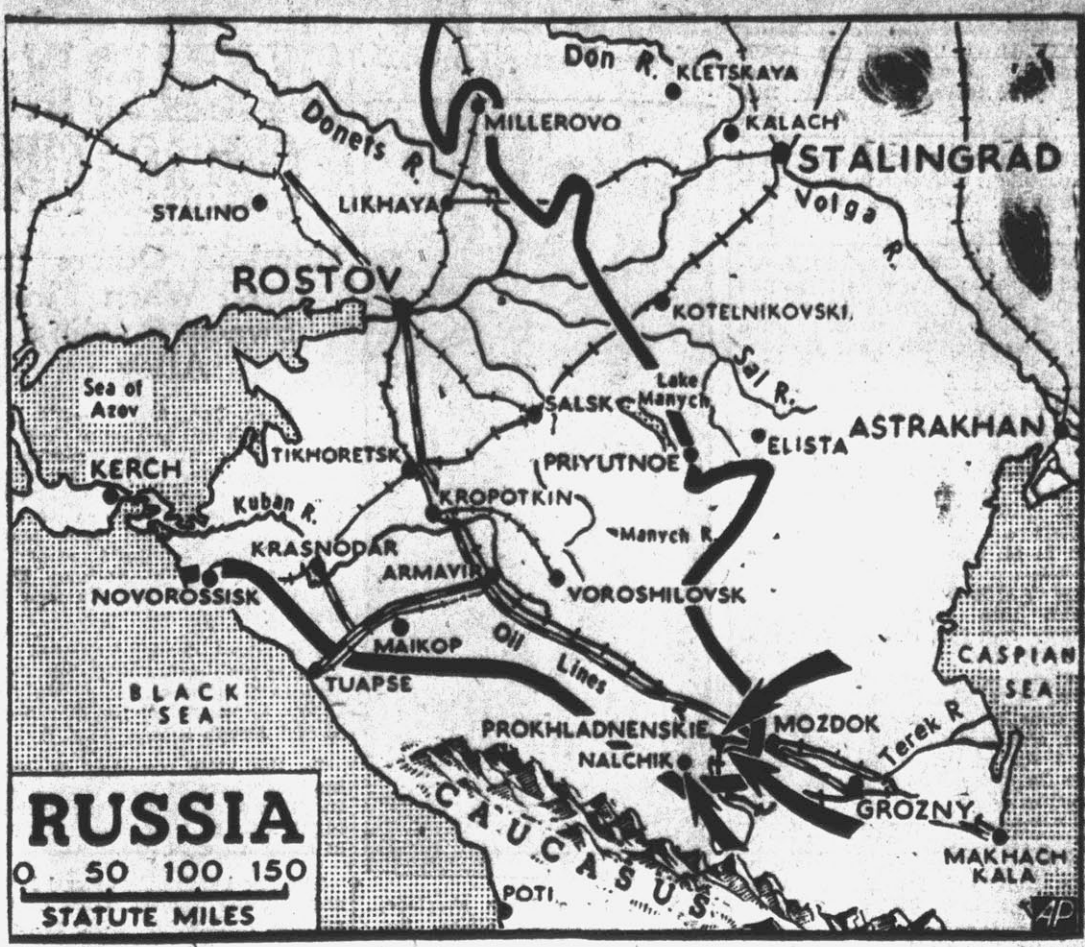 Don R.
KLETSKAYA
Donets R.
MILLEROVO
KALACH
STALINGRAD
STALINO
LIKHAYA
Volga R.
ROSTOV
KOTELNIKOVSKI.
Sea of
Azov
Lake
Manych
Sal R.
SALSK
ELISTA
ASTRAKHAN
TIKHORETSK
PRIYUTNOE
KERCH
Kuban R.
KROPOTKIN
Manych R.
KRASNODAR
ARMAVIR
VOROSHILOVSK
NOVOROSSISK
MAIKOP
Oil Lines
TUAPSE
CASPIAN
SEA
BLACK
SEA
PROKHLADNENSKIE
MOZDOK
Terek R
NALCHIK
GROZNY
CAUCASUS
MAKHACH
KALA
POTI
RUSSIA
0 50 100 150
STATUTE MILES
AP